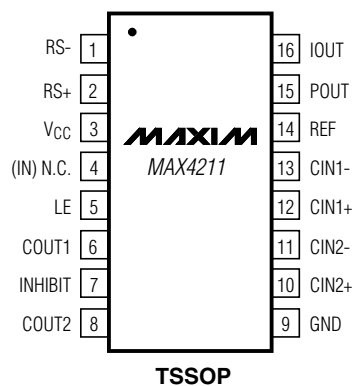 RS- 1 16 IOUT
RS+ 2 15 POUT
VCC 3 MAXIM 14 REF
(IN) N.C. 4 MAX4211 13 CIN1-
LE 5 12 CIN1+
COUT1 6 11 CIN2-
INHIBIT 7 10 CIN2+
COUT2 8 9 GND
TSSOP